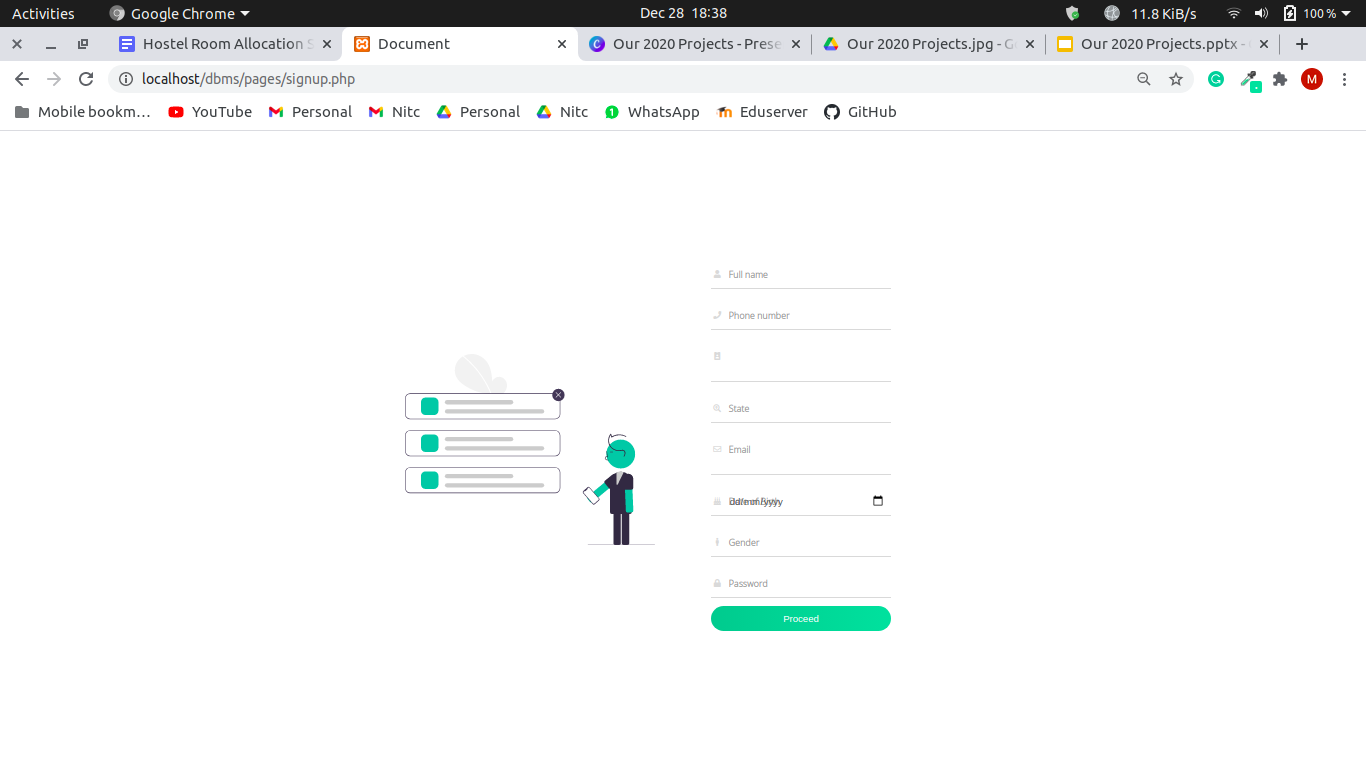 Activities Google Chrome Dec 28 18:38 11.8 KiB/s 100 %
Hostel Room Allocation Document Our 2020 Projects - Prese Our 2020 Projects.jpg - Our 2020 Projects.pptx -
localhost/dbms/pages/signup.php M
Mobile bookm… YouTube Personal Nitc Personal Nitc 1 WhatsApp Eduserver GitHub
Full name
Phone number
State
Email
Gender
Password
Proceed